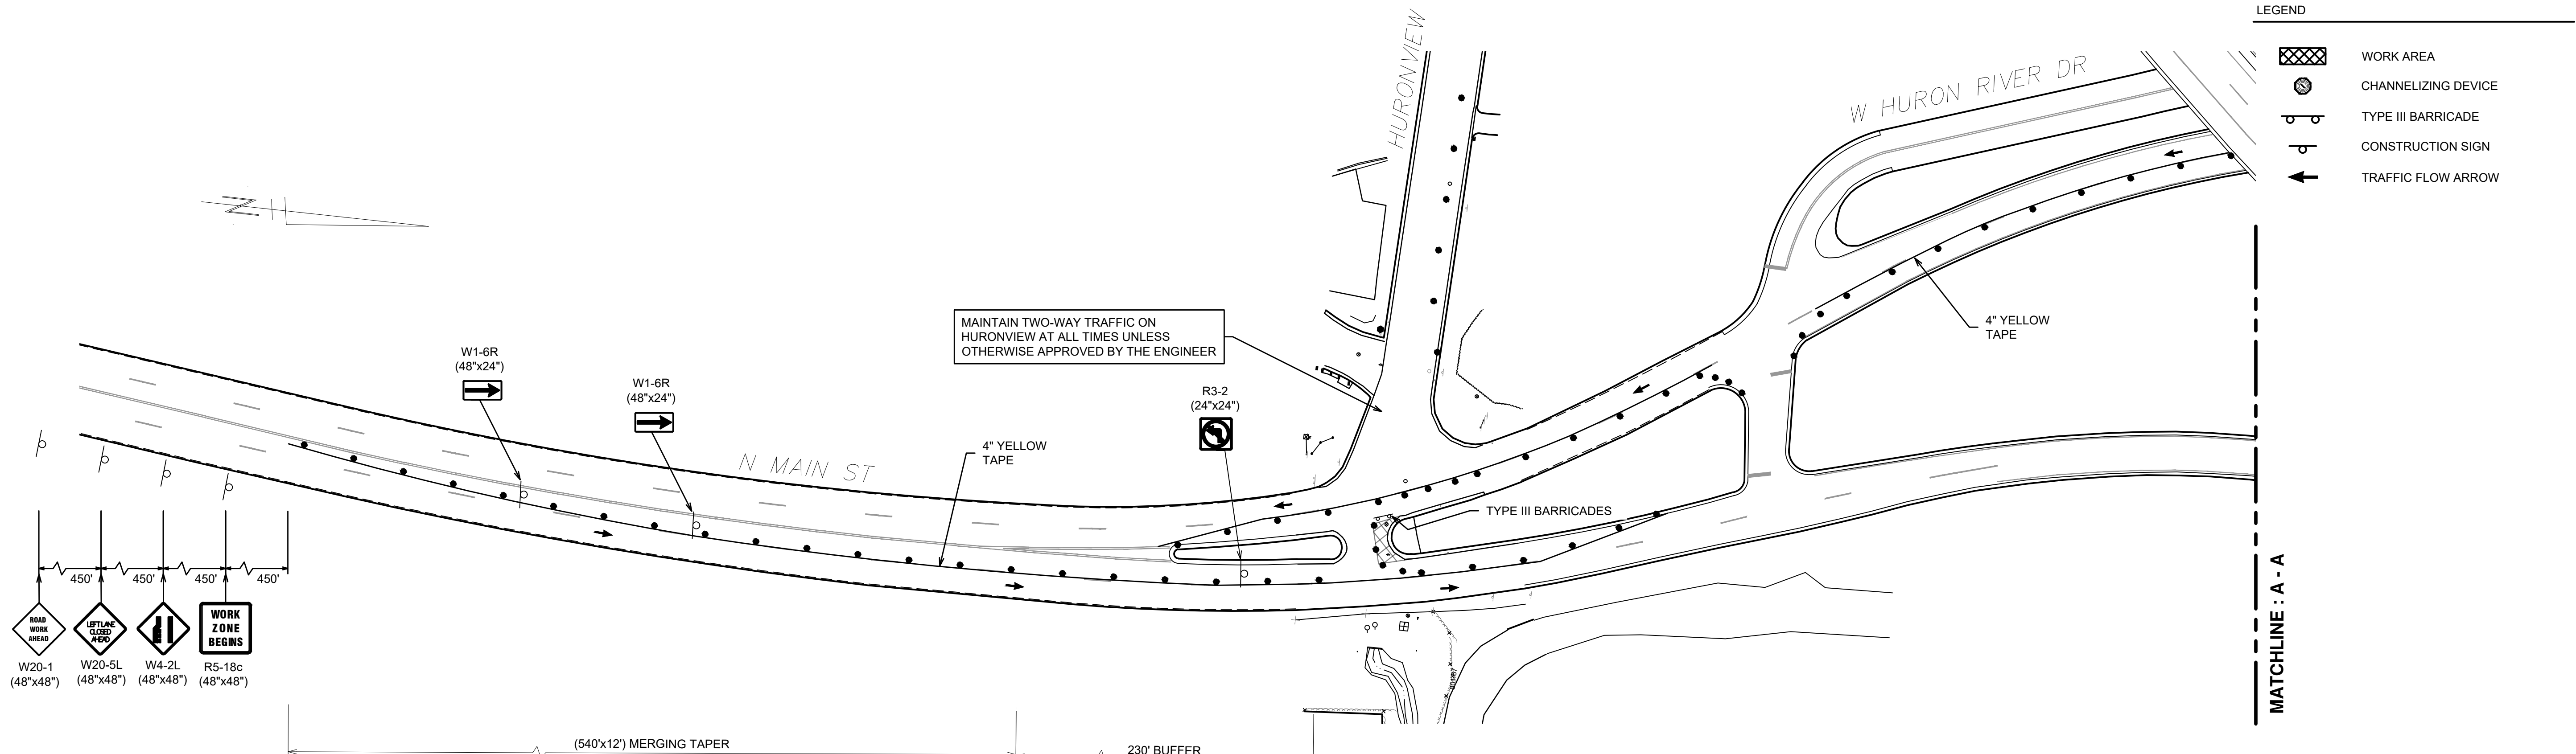 LEGEND
WORK AREA
CHANNELIZING DEVICE
TYPE III BARRICADE
CONSTRUCTION SIGN
TRAFFIC FLOW ARROW
HURONVIEW
W HURON RIVER DR
N
4" YELLOW
TAPE
MAINTAIN TWO-WAY TRAFFIC ON
HURONVIEW AT ALL TIMES UNLESS
OTHERWISE APPROVED BY THE ENGINEER
W1-6R
(48"x24")
W1-6R
(48"x24")
R3-2
(24"x24")
4" YELLOW
TAPE
N MAIN ST
TYPE III BARRICADES
450'
450'
450'
450'
ROAD
WORK
AHEAD
W20-1
(48"x48")
LEFT LANE
CLOSED
AHEAD
W20-5L
(48"x48")
W4-2L
(48"x48")
WORK
ZONE
BEGINS
R5-18c
(48"x48")
MATCHLINE : A - A
(540'x12') MERGING TAPER
230' BUFFER